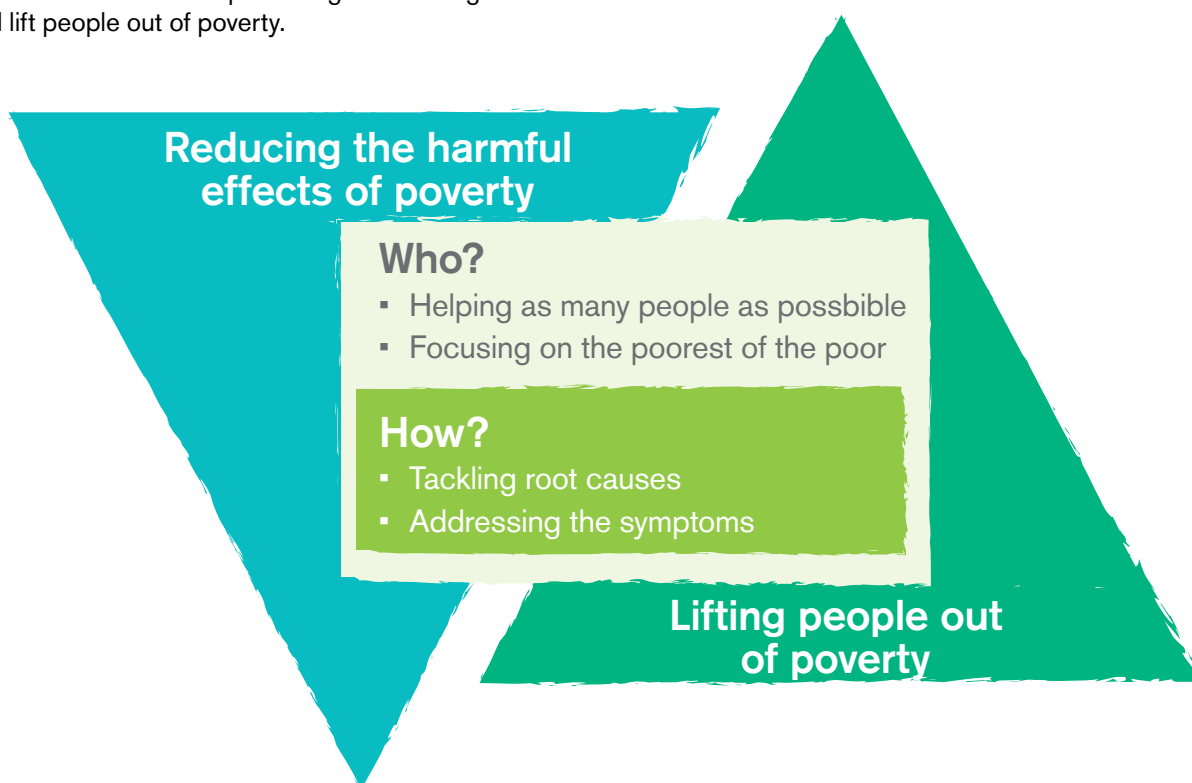 lift people out of poverty.
Reducing the harmful
effects of poverty
Who?
▪ Helping as many people as possbible
▪ Focusing on the poorest of the poor
How?
▪ Tackling root causes
▪ Addressing the symptoms
Lifting people out
of poverty